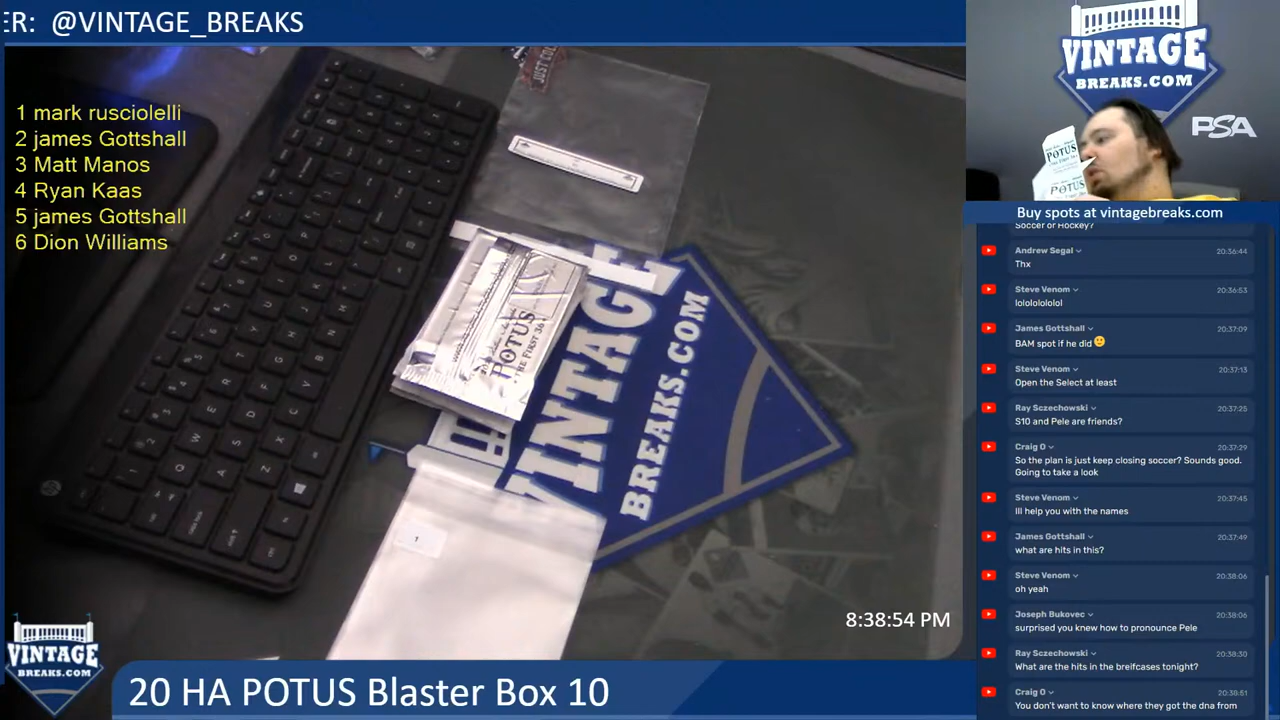 ER: @VINTAGE_BREAKS
1 mark rusciolelli
2 james Gottshall
3 Matt Manos
4 Ryan Kaas
5 james Gottshall
6 Dion Williams
JUST COL
POTUS
THE FIRST 36
VINTAGE
BREAKS.COM
1
8:38:54 PM
VINTAGE
BREAKS.COM
20 HA POTUS Blaster Box 10
VINTAGE
BREAKS.COM
PSA
POTUS
POTUS
Buy spots at vintagebreaks.com
Soccer or Hockey?
Andrew Segal 20:36:44
Thx
Steve Venom 20:36:53
lolololololol
James Gottshall 20:37:09
BAM spot if he did🙂
Steve Venom 20:37:13
Open the Select at least
Ray Sczechowski 20:37:25
S10 and Pele are friends?
Craig O 20:37:29
So the plan is just keep closing soccer? Sounds good.
Going to take a look
Steve Venom 20:37:45
Ill help you with the names
James Gottshall 20:37:49
what are hits in this?
Steve Venom 20:38:06
oh yeah
Joseph Bukovec 20:38:06
surprised you knew how to pronounce Pele
Ray Sczechowski 20:38:30
What are the hits in the breifcases tonight?
Craig O 20:38:51
You don't want to know where they got the dna from